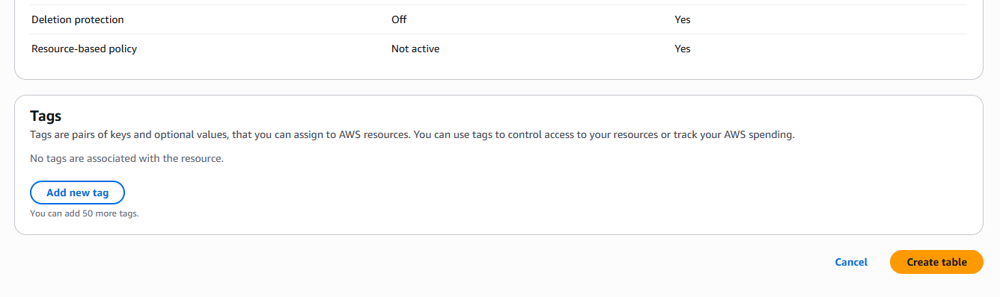 Deletion protection Off Yes
Resource-based policy Not active Yes
Tags
Tags are pairs of keys and optional values, that you can assign to AWS resources. You can use tags to control access to your resources or track your AWS spending.
No tags are associated with the resource.
Add new tag
You can add 50 more tags.
Cancel Create table